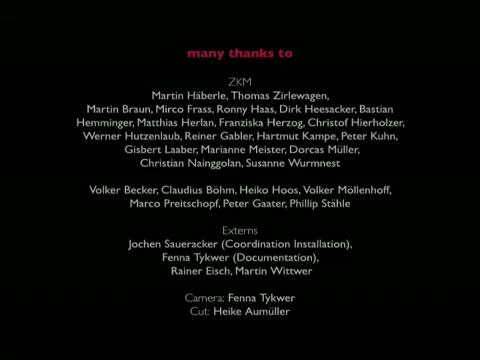 many thanks to
ZKM
Martin Häberle, Thomas Zirlewagen,
Martin Braun, Mirco Frass, Ronny Haas, Dirk Heesacker, Bastian
Hemminger, Matthias Herlan, Franziska Herzog, Christof Hierholzer,
Werner Hutzenlaub, Reiner Gabler, Hartmut Kampe, Peter Kuhn,
Gisbert Laaber, Marianne Meister, Dorcas Müller,
Christian Nainggolan, Susanne Wurmnest
Volker Becker, Claudius Böhm, Heiko Hoos, Volker Möllenhoff,
Marco Preitschopf, Peter Gaater, Phillip Stähle
Externs
Jochen Saueracker (Coordination Installation),
Fenna Tykwer (Documentation),
Rainer Eisch, Martin Wittwer
Camera: Fenna Tykwer
Cut: Heike Aumüller